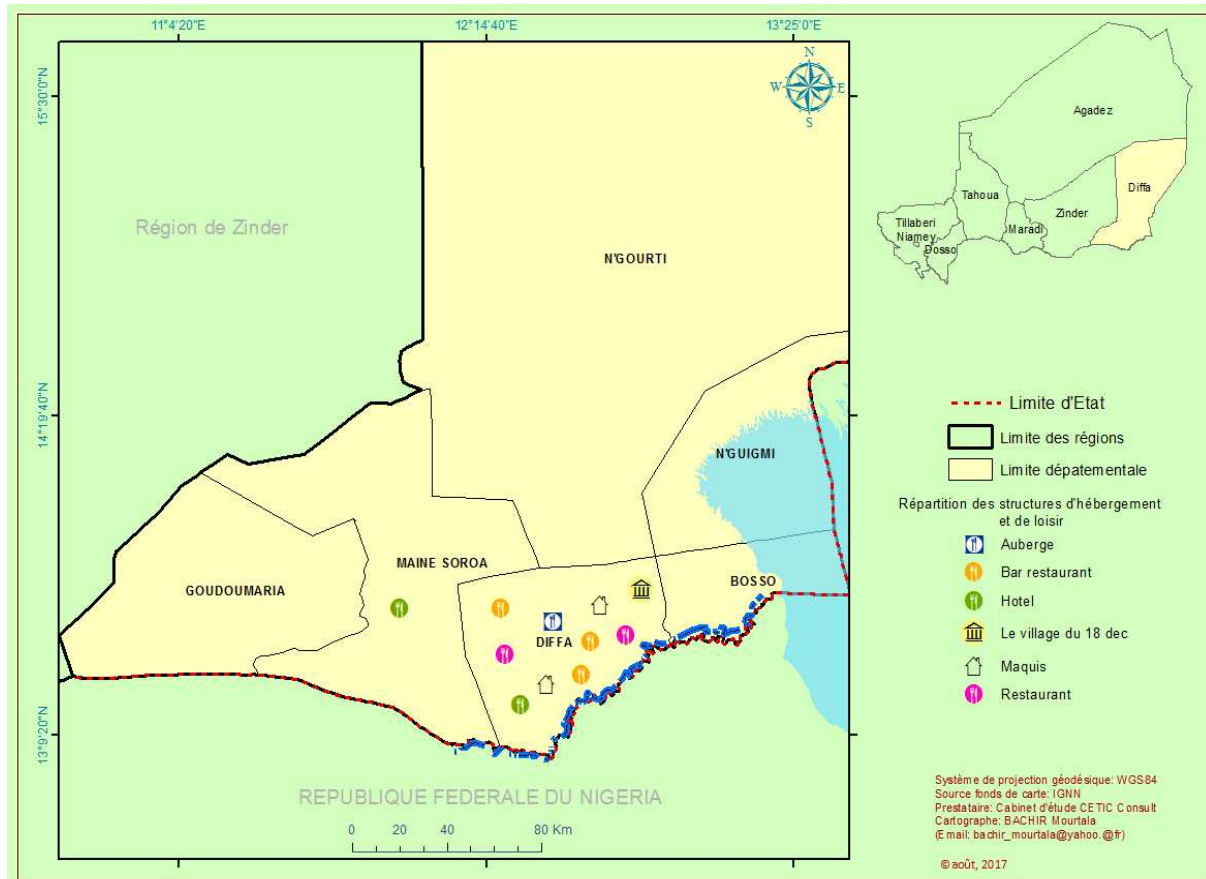 11°4'20"E
12°14'40"E
13°25'0"E
15°30'0"N
14°19'40"N
13°9'20"N
N
W
E
S
Région de Zinder
N'GOURTI
N'GUIGMI
MAINE SOROA
GOUDOUMARIA
BOSSO
DIFFA
REPUBLIQUE FEDERALE DU NIGERIA
0 20 40 80 Km
Agadez
Diffa
Tahoua
Zinder
Tillaberi
Niamey
Maradi
Dosso
Limite d'Etat
Limite des régions
Limite dépatementale
Répartition des structures d'hébergement
et de loisir
Auberge
Bar restaurant
Hotel
Le village du 18 dec
Maquis
Restaurant
Système de projection géodésique: WGS84
Source fonds de carte: IGNN
Prestataire: Cabinet d'étude CETIC Consult
Cartographe: BACHIR Mourtala
(Email: bachir_mourtala@yahoo.@fr)
©août, 2017